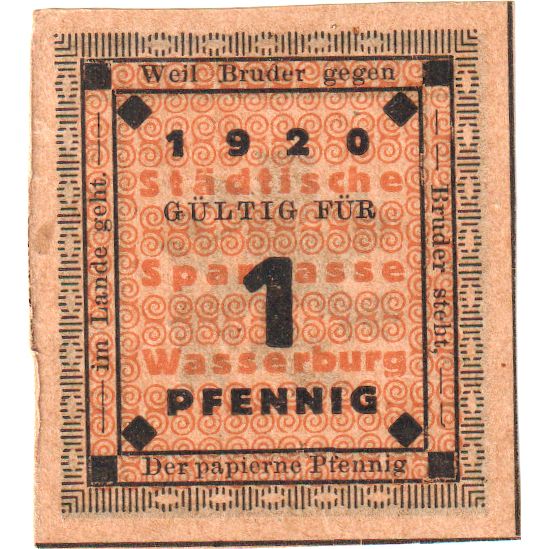 Weil Bruder gegen
Bruder steht,
Der papierne Pfennig
im Lande geht.
1920
Städtische
GÜLTIG FÜR
Sparkasse
1
Wasserburg
PFENNIG